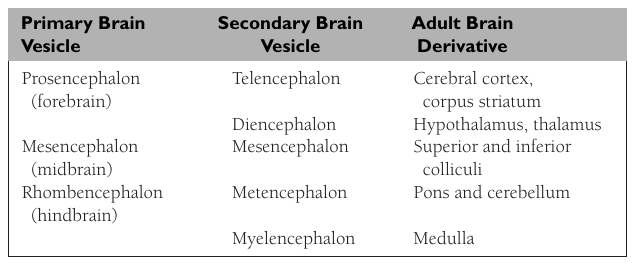 Primary Brain Secondary Brain Adult Brain
Vesicle Vesicle Derivative
Prosencephalon Telencephalon Cerebral cortex,
(forebrain) corpus striatum
Diencephalon Hypothalamus, thalamus
Mesencephalon Mesencephalon Superior and inferior
(midbrain) colliculi
Rhombencephalon Metencephalon Pons and cerebellum
(hindbrain)
Myelencephalon Medulla